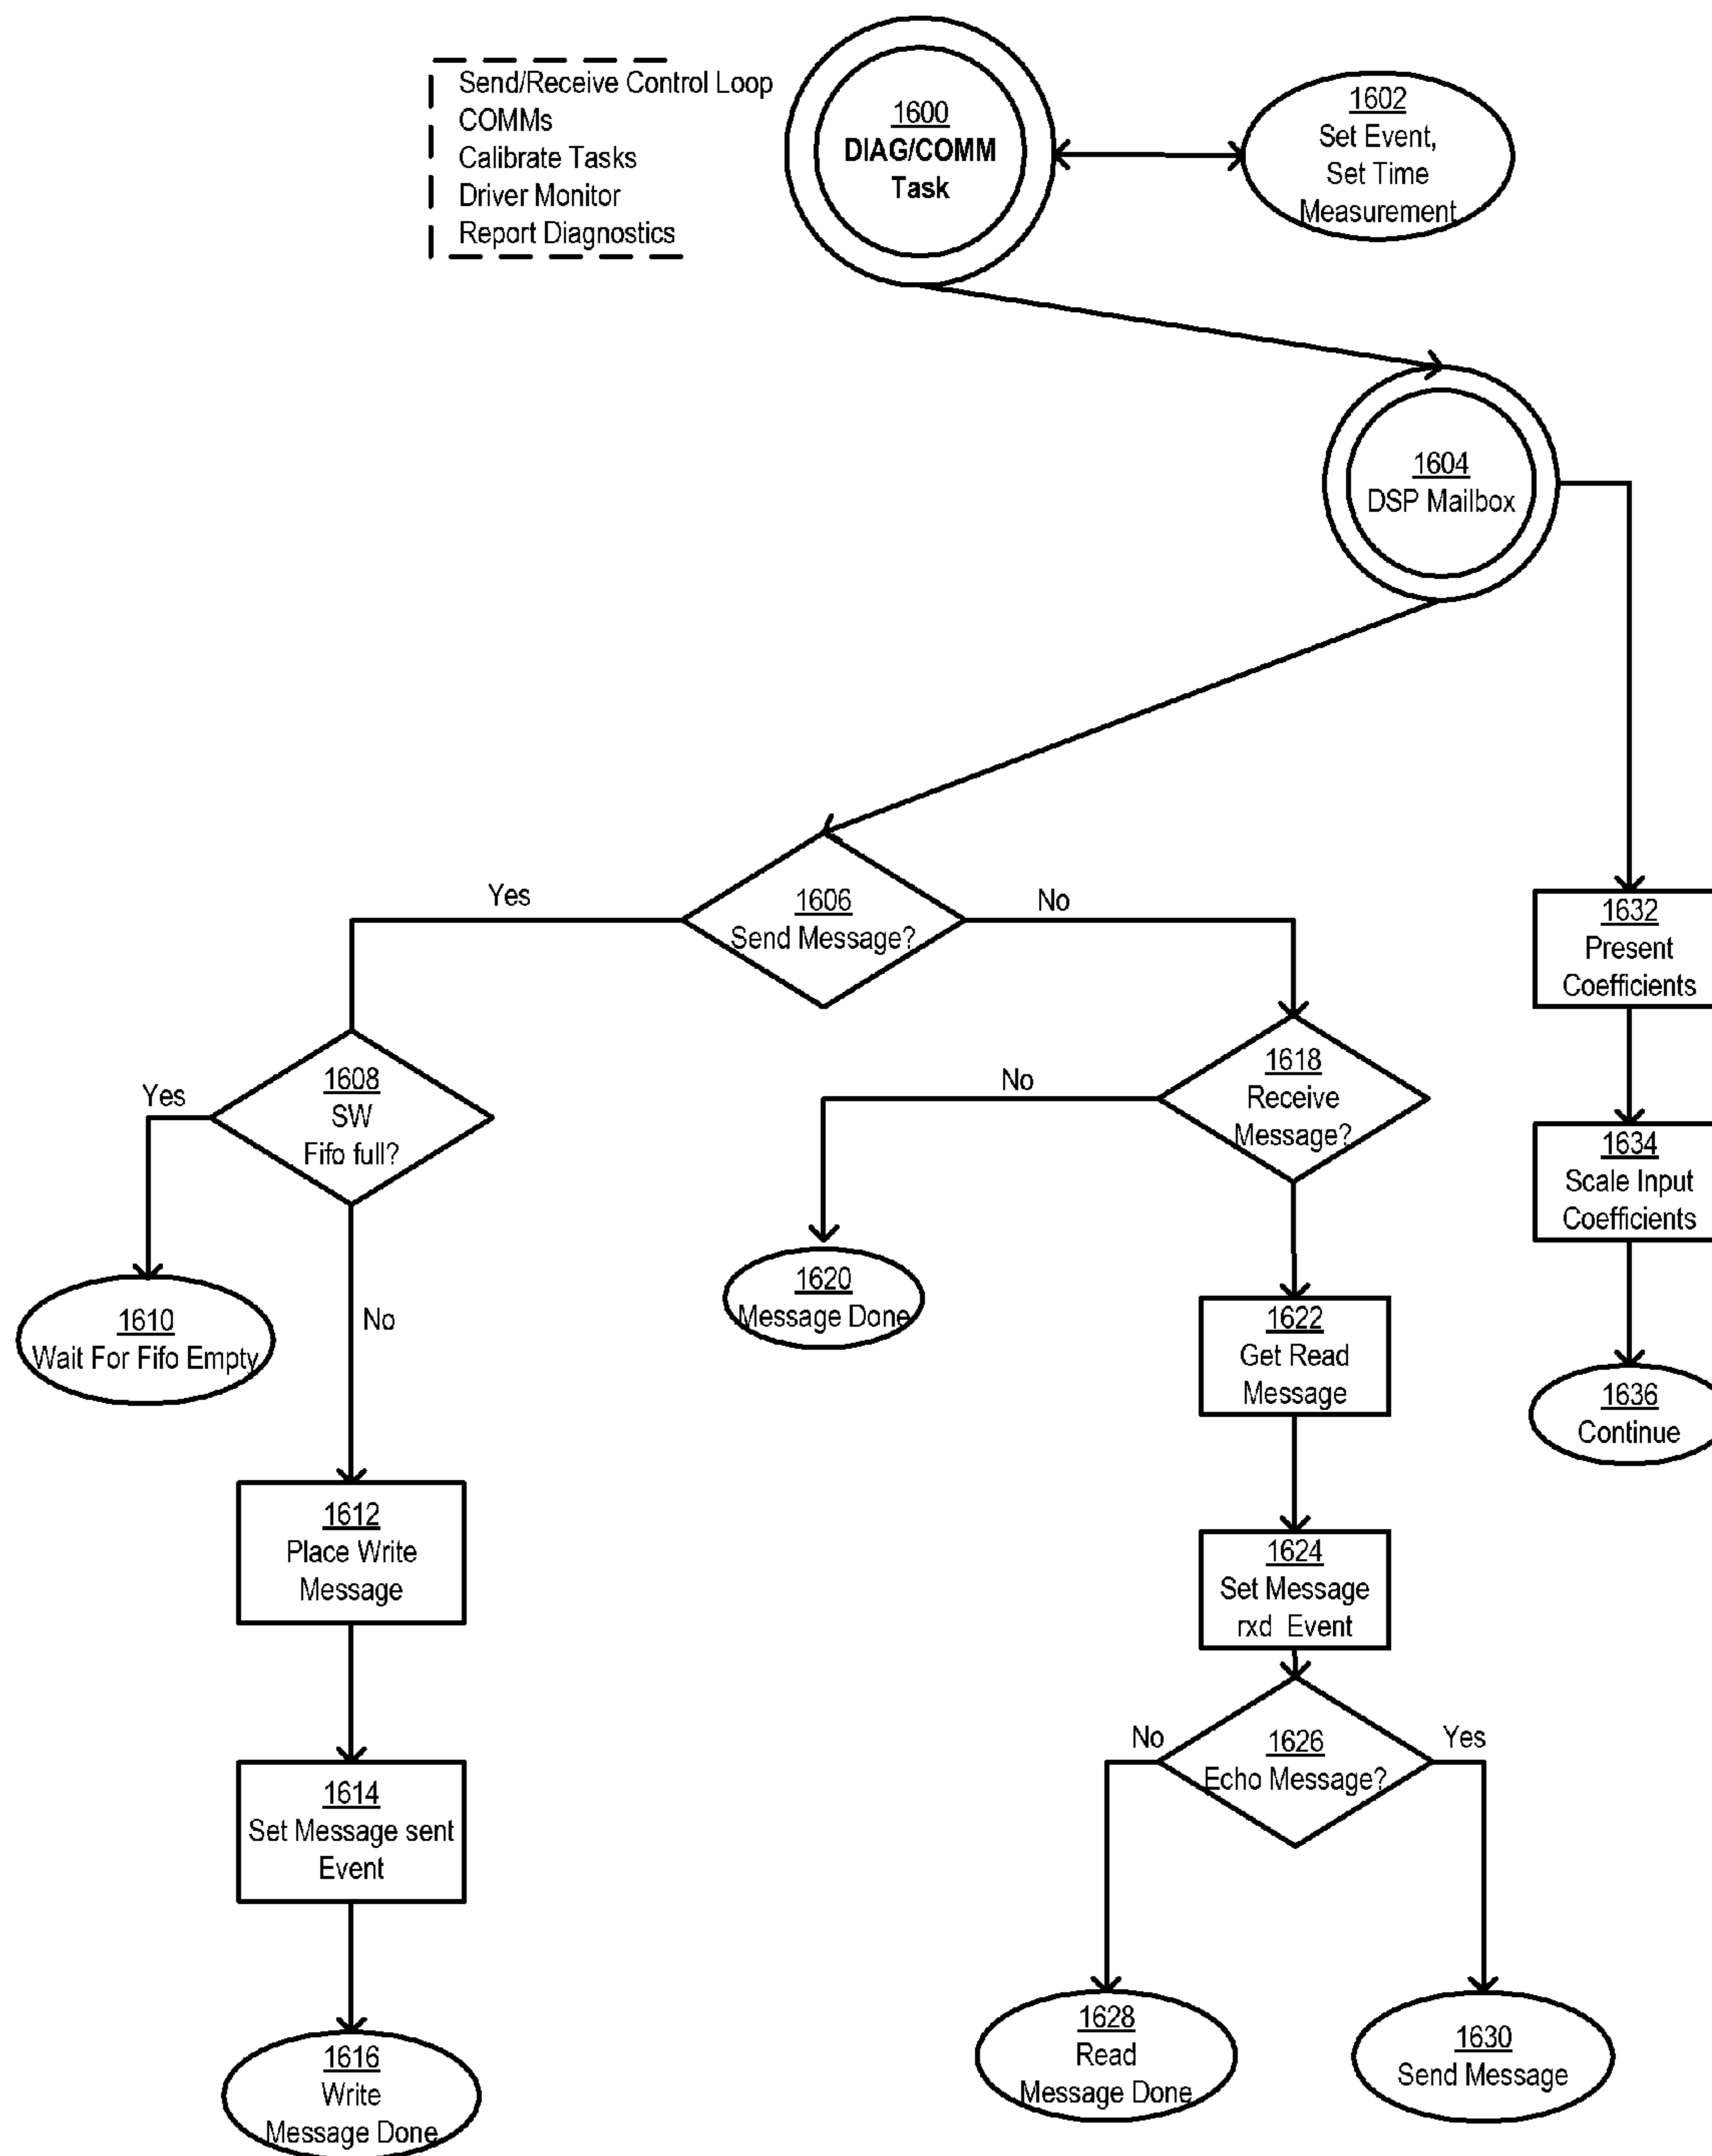 Send/Receive Control Loop
COMMs
Calibrate Tasks
Driver Monitor
Report Diagnostics
1600
DIAG/COMM
Task
1602
Set Event,
Set Time
Measurement
1604
DSP Mailbox
1606
Send Message?
Yes
No
1608
SW
Fifo full?
Yes
No
1610
Wait For Fifo Empty
1612
Place Write
Message
1614
Set Message sent
Event
1616
Write
Message Done
1618
Receive
Message?
No
1620
Message Done
1622
Get Read
Message
1624
Set Message
rxd Event
1626
Echo Message?
No
Yes
1628
Read
Message Done
1630
Send Message
1632
Present
Coefficients
1634
Scale Input
Coefficients
1636
Continue